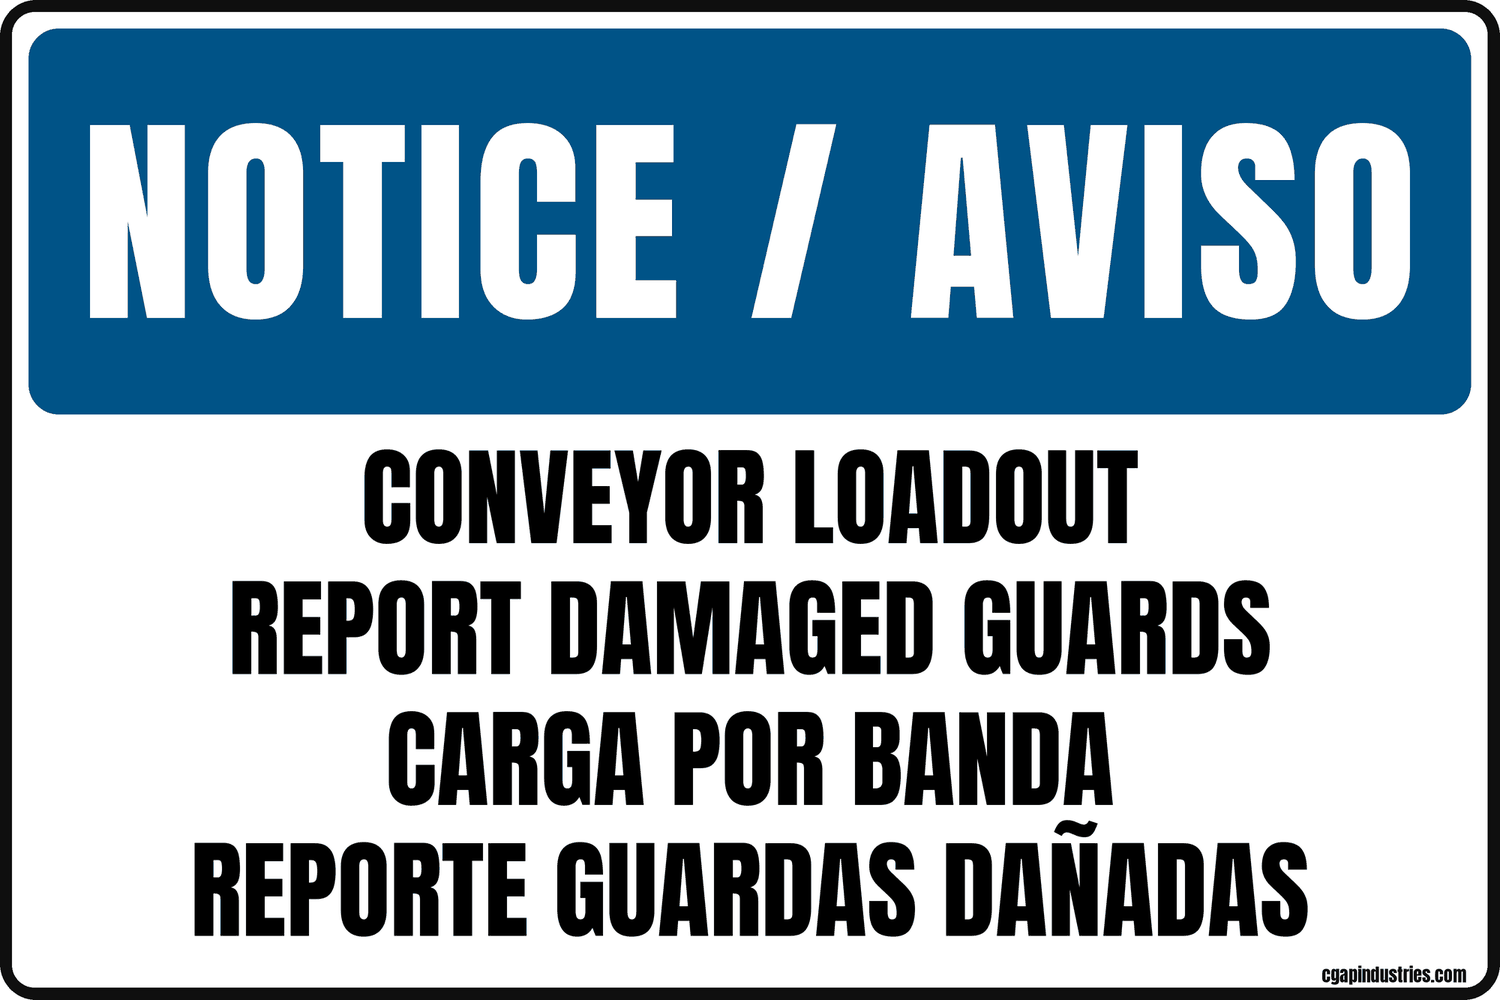 NOTICE / AVISO
CONVEYOR LOADOUT
REPORT DAMAGED GUARDS
CARGA POR BANDA
REPORTE GUARDAS DAÑADAS
cgapindustries.com